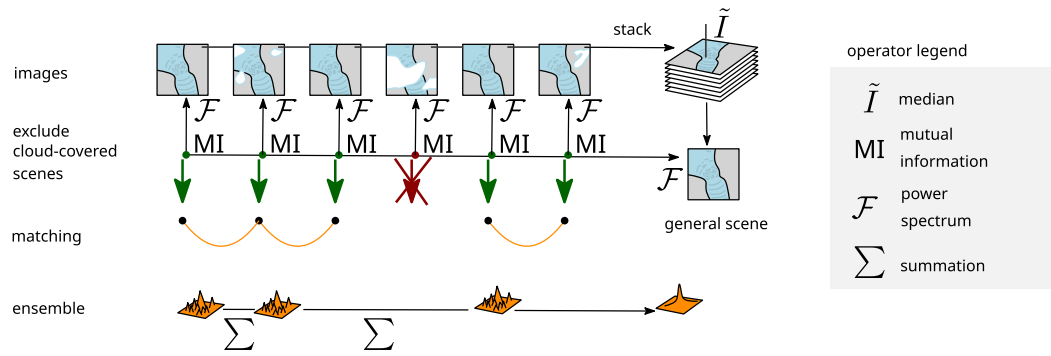 stack
Ĩ
images
ℱ ℱ ℱ ℱ ℱ ℱ
exclude
cloud-covered
scenes
MI MI MI MI MI
ℱ
general scene
matching
ensemble
∑ ∑
operator legend
Ĩ median
MI mutual
information
ℱ power
spectrum
∑ summation